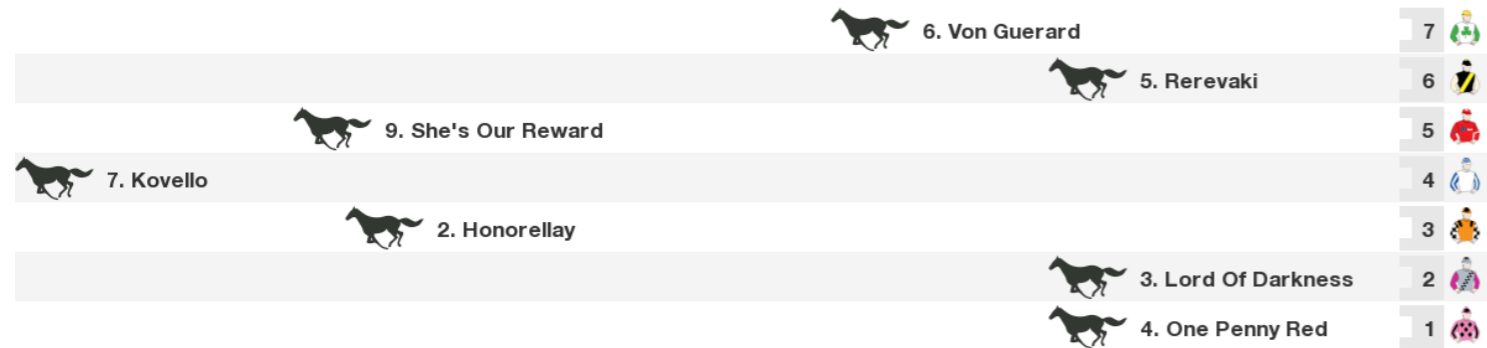 6. Von Guerard 7
5. Rerevaki 6
9. She's Our Reward 5
7. Kovello 4
2. Honorellay 3
3. Lord Of Darkness 2
4. One Penny Red 1